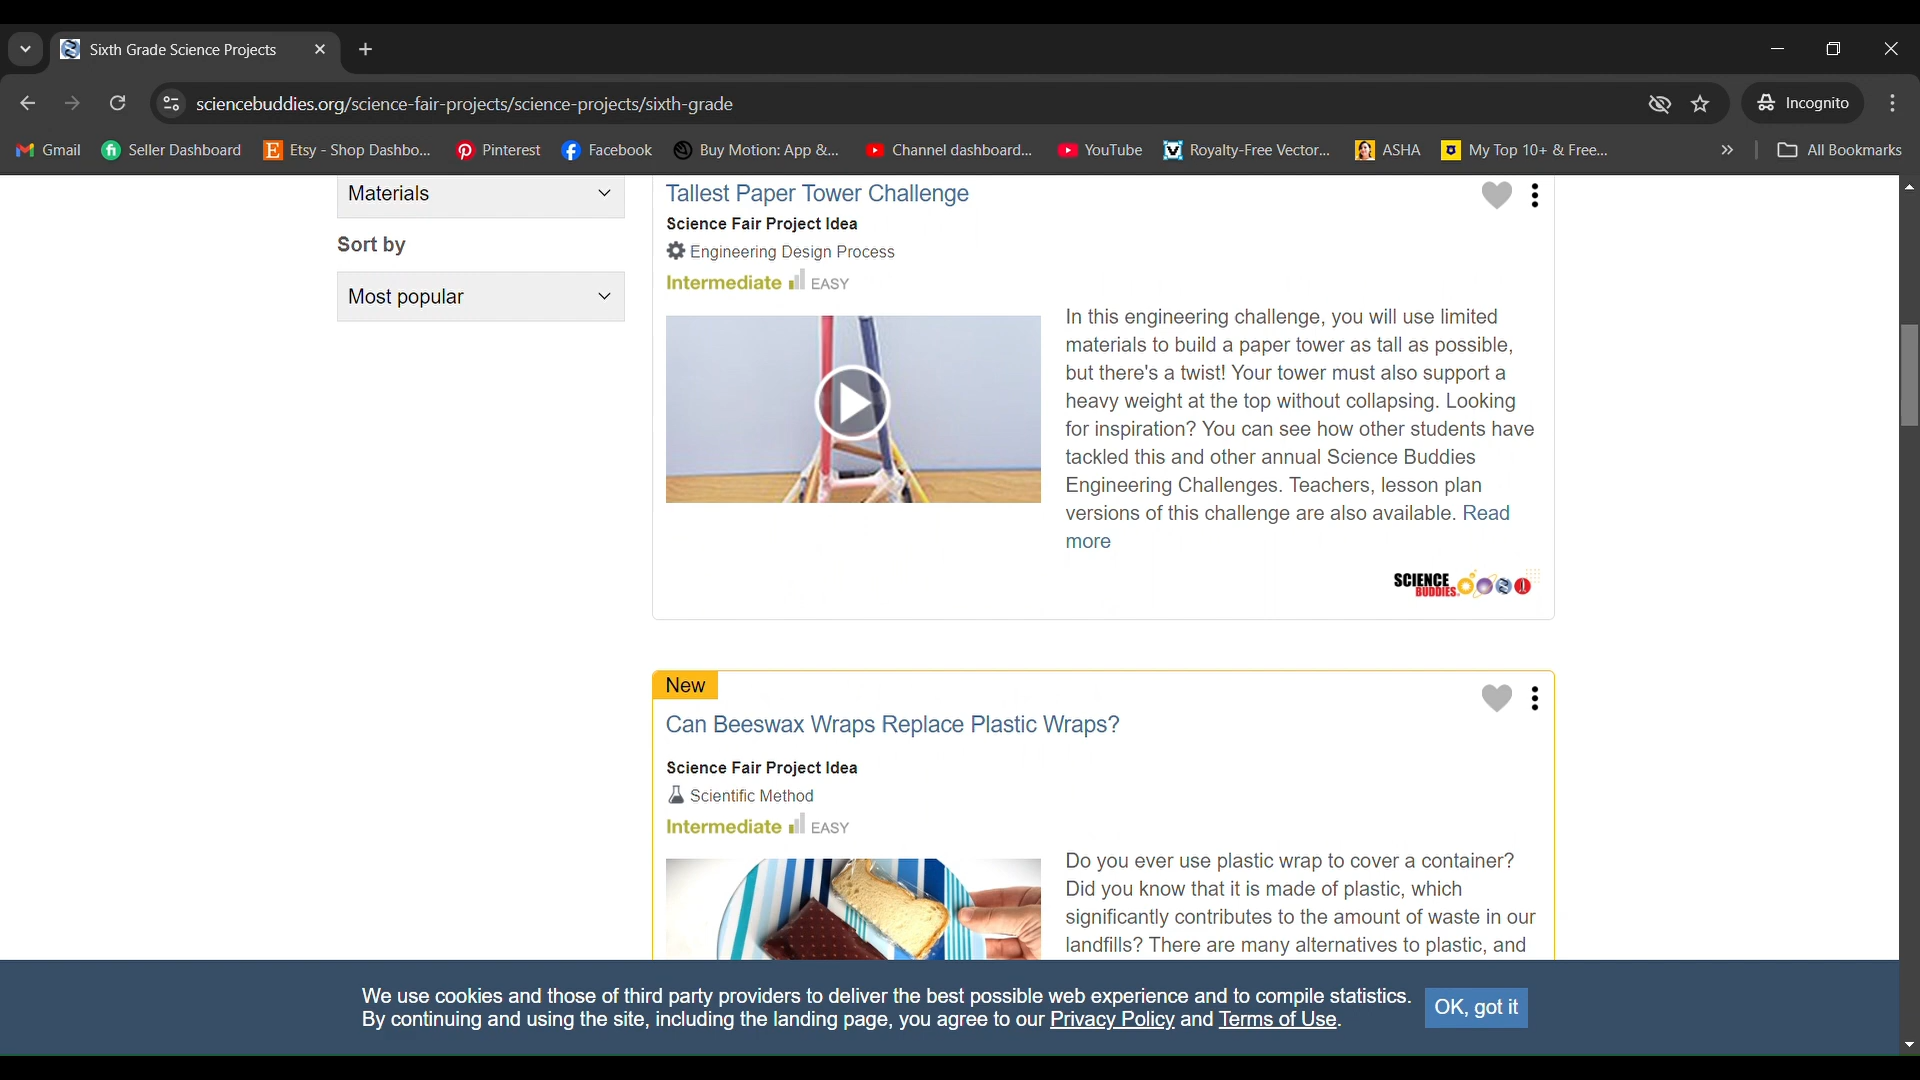 Sixth Grade Science Projects
sciencebuddies.org/science-fair-projects/science-projects/sixth-grade
Incognito
Gmail
Seller Dashboard
Etsy - Shop Dashbo...
Pinterest
Facebook
Buy Motion: App &...
Channel dashboard...
YouTube
Royalty-Free Vector...
ASHA
My Top 10+ & Free...
All Bookmarks
Materials
Sort by
Most popular
Tallest Paper Tower Challenge
Science Fair Project Idea
Engineering Design Process
Intermediate EASY
In this engineering challenge, you will use limited
materials to build a paper tower as tall as possible,
but there's a twist! Your tower must also support a
heavy weight at the top without collapsing. Looking
for inspiration? You can see how other students have
tackled this and other annual Science Buddies
Engineering Challenges. Teachers, lesson plan
versions of this challenge are also available. Read
more
SCIENCE
BUDDIES
New
Can Beeswax Wraps Replace Plastic Wraps?
Science Fair Project Idea
Scientific Method
Intermediate EASY
Do you ever use plastic wrap to cover a container?
Did you know that it is made of plastic, which
significantly contributes to the amount of waste in our
landfills? There are many alternatives to plastic, and
We use cookies and those of third party providers to deliver the best possible web experience and to compile statistics.
By continuing and using the site, including the landing page, you agree to our Privacy Policy and Terms of Use.
OK, got it